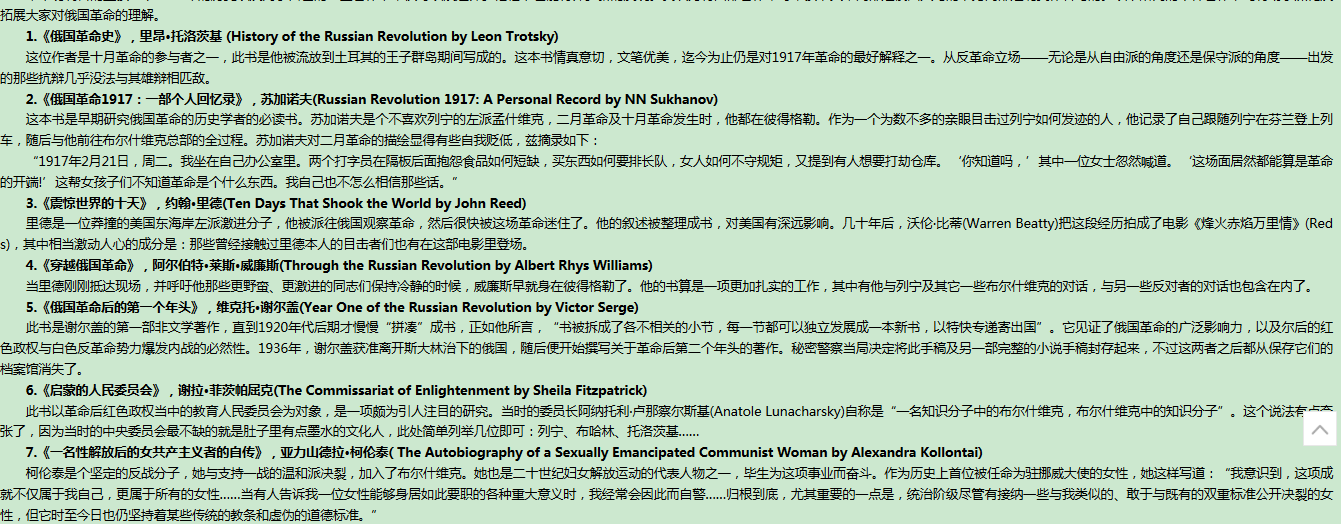 拓展大家对俄国革命的理解。
1.《俄国革命史》，里昂•托洛茨基 (History of the Russian Revolution by Leon Trotsky)
这位作者是十月革命的参与者之一，此书是他被流放到土耳其的王子群岛期间写成的。这本书情真意切，文笔优美，迄今为止仍是对1917年革命的最好解释之一。从反革命立场——无论是从自由派的角度还是保守派的角度——出发
的那些抗辩几乎没法与其雄辩相匹敌。
2.《俄国革命1917：一部个人回忆录》，苏加诺夫(Russian Revolution 1917: A Personal Record by NN Sukhanov)
这本书是早期研究俄国革命的历史学者的必读书。苏加诺夫是个不喜欢列宁的左派孟什维克，二月革命及十月革命发生时，他都在彼得格勒。作为一个为数不多的亲眼目击过列宁如何发迹的人，他记录了自己跟随列宁在芬兰登上列
车，随后与他前往布尔什维克总部的全过程。苏加诺夫对二月革命的描绘显得有些自我贬低，兹摘录如下：
“1917年2月21日，周二。我坐在自己办公室里。两个打字员在隔板后面抱怨食品如何短缺，买东西如何要排长队，女人如何不守规矩，又提到有人想要打劫仓库。‘你知道吗，’其中一位女士忽然喊道。‘这场面居然都能算是革命
的开端!’这帮女孩子们不知道革命是个什么东西。我自己也不怎么相信那些话。”
3.《震惊世界的十天》，约翰•里德(Ten Days That Shook the World by John Reed)
里德是一位莽撞的美国东海岸左派激进分子，他被派往俄国观察革命，然后很快被这场革命迷住了。他的叙述被整理成书，对美国有深远影响。几十年后，沃伦·比蒂(Warren Beatty)把这段经历拍成了电影《烽火赤焰万里情》(Red
s)，其中相当激动人心的成分是：那些曾经接触过里德本人的目击者们也有在这部电影里登场。
4.《穿越俄国革命》，阿尔伯特•莱斯•威廉斯(Through the Russian Revolution by Albert Rhys Williams)
当里德刚刚抵达现场，并呼吁他那些更野蛮、更激进的同志们保持冷静的时候，威廉斯早就身在彼得格勒了。他的书算是一项更加扎实的工作，其中有他与列宁及其它一些布尔什维克的对话，与另一些反对者的对话也包含在内了。
5.《俄国革命后的第一个年头》，维克托•谢尔盖(Year One of the Russian Revolution by Victor Serge)
此书是谢尔盖的第一部非文学著作，直到1920年代后期才慢慢“拼凑”成书，正如他所言，“书被拆成了各不相关的小节，每一节都可以独立发展成一本新书，以特快专递寄出国”。它见证了俄国革命的广泛影响力，以及尔后的红
色政权与白色反革命势力爆发内战的必然性。1936年，谢尔盖获准离开斯大林治下的俄国，随后便开始撰写关于革命后第二个年头的著作。秘密警察当局决定将此手稿及另一部完整的小说手稿封存起来，不过这两者之后都从保存它们的
档案馆消失了。
6.《启蒙的人民委员会》，谢拉•菲茨帕屈克(The Commissariat of Enlightenment by Sheila Fitzpatrick)
此书以革命后红色政权当中的教育人民委员会为对象，是一项颇为引人注目的研究。当时的委员长阿纳托利·卢那察尔斯基(Anatole Lunacharsky)自称是“一名知识分子中的布尔什维克，布尔什维克中的知识分子”。这个说法有点夸
张了，因为当时的中央委员会最不缺的就是肚子里有点墨水的文化人，此处简单列举几位即可：列宁、布哈林、托洛茨基……
7.《一名性解放后的女共产主义者的自传》，亚力山德拉•柯伦泰( The Autobiography of a Sexually Emancipated Communist Woman by Alexandra Kollontai)
柯伦泰是个坚定的反战分子，她与支持一战的温和派决裂，加入了布尔什维克。她也是二十世纪妇女解放运动的代表人物之一，毕生为这项事业而奋斗。作为历史上首位被任命为驻挪威大使的女性，她这样写道：“我意识到，这项成
就不仅属于我自己，更属于所有的女性……当有人告诉我一位女性能够身居如此要职的各种重大意义时，我经常会因此而自警……归根到底，尤其重要的一点是，统治阶级尽管有接纳一些与我类似的、敢于与既有的双重标准公开决裂的女
性，但它时至今日也仍坚持着某些传统的教条和虚伪的道德标准。”